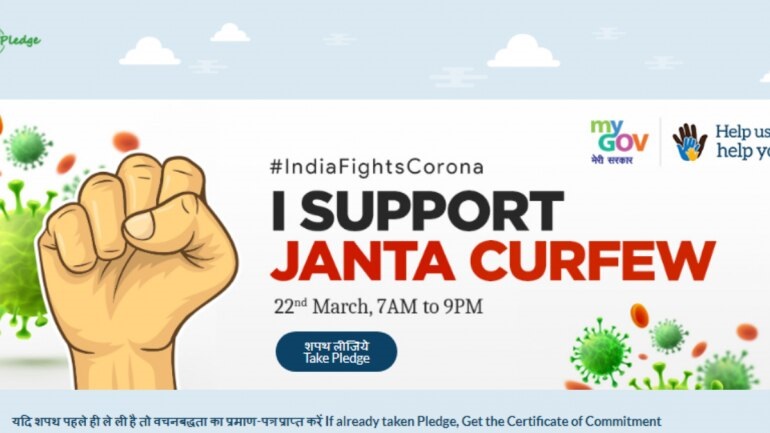 Pledge
my
GOV
मेरी सरकार
Help us
help yo
#IndiaFightsCorona
I SUPPORT
JANTA CURFEW
22nd March, 7AM to 9PM
शपथ लीजिये
Take Pledge
यदि शपथ पहले ही ले ली है तो वचनबद्धता का प्रमाण-पत्र प्राप्त करें If already taken Pledge, Get the Certificate of Commitment